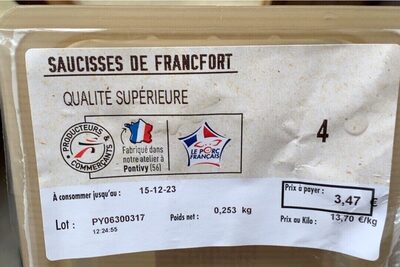 SAUCISSES DE FRANCFORT
QUALITÉ SUPÉRIEURE
PRODUCTEURS & COMMERÇANTS
Fabriqué dans
notre atelier à
Pontivy (56)
LE PORC
FRANÇAIS
4
À consommer jusqu'au : 15-12-23
Prix à payer :
3,47 €
Lot : PY06300317
Poids net : 0,253 kg
Prix au Kilo : 13,70 €/kg
12:24:55